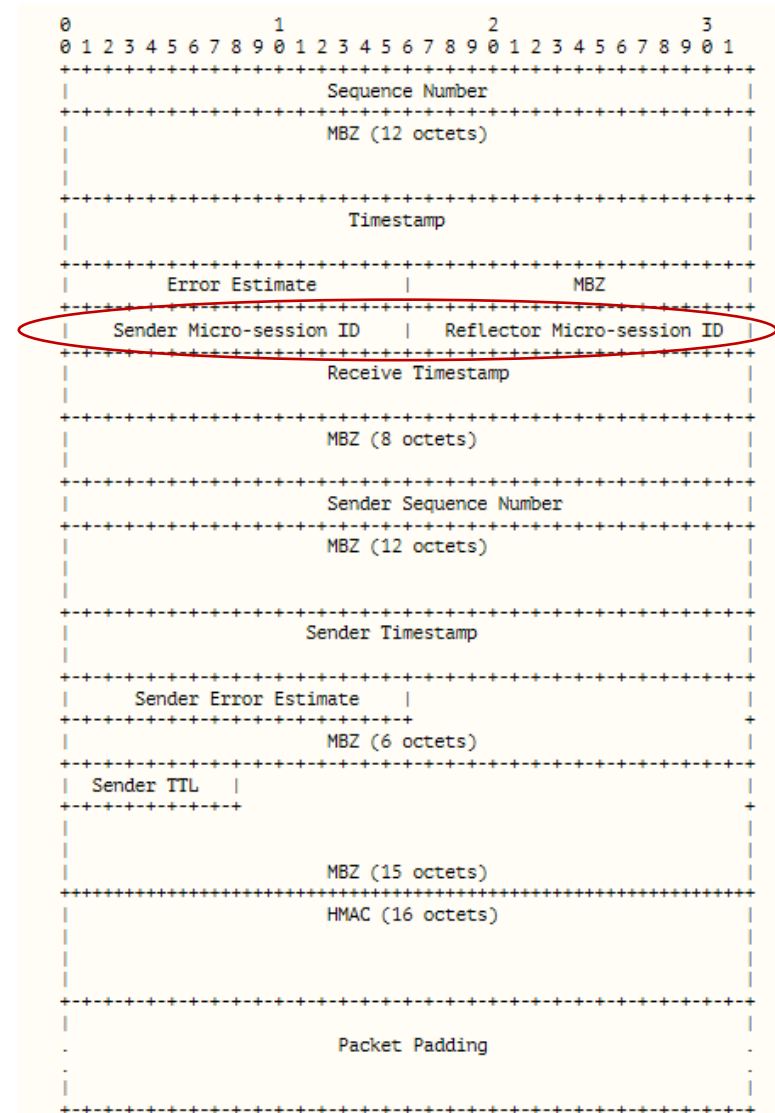 0                   1                   2                   3
0 1 2 3 4 5 6 7 8 9 0 1 2 3 4 5 6 7 8 9 0 1 2 3 4 5 6 7 8 9 0 1
Sequence Number
MBZ (12 octets)
Timestamp
Error Estimate | MBZ
Sender Micro-session ID | Reflector Micro-session ID
Receive Timestamp
MBZ (8 octets)
Sender Sequence Number
MBZ (12 octets)
Sender Timestamp
Sender Error Estimate
MBZ (6 octets)
Sender TTL
MBZ (15 octets)
HMAC (16 octets)
Packet Padding